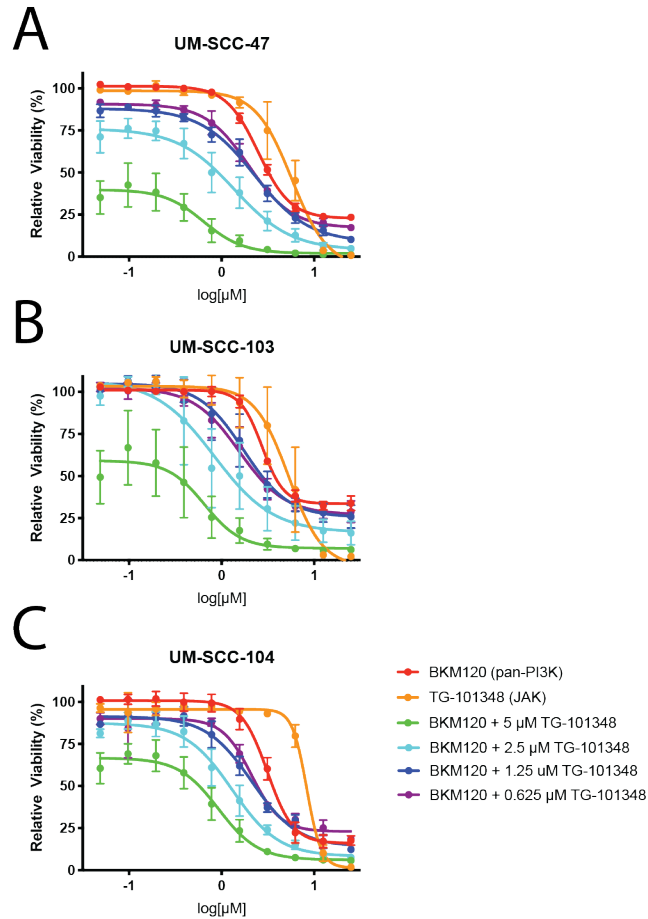 A
UM-SCC-47
Relative Viability (%)
100
75
50
25
0
-1
0
1
log[µM]
B
UM-SCC-103
Relative Viability (%)
100
75
50
25
0
-1
0
1
log[µM]
C
UM-SCC-104
Relative Viability (%)
100
75
50
25
0
-1
0
1
log[µM]
BKM120 (pan-PI3K)
TG-101348 (JAK)
BKM120 + 5 µM TG-101348
BKM120 + 2.5 µM TG-101348
BKM120 + 1.25 uM TG-101348
BKM120 + 0.625 µM TG-101348